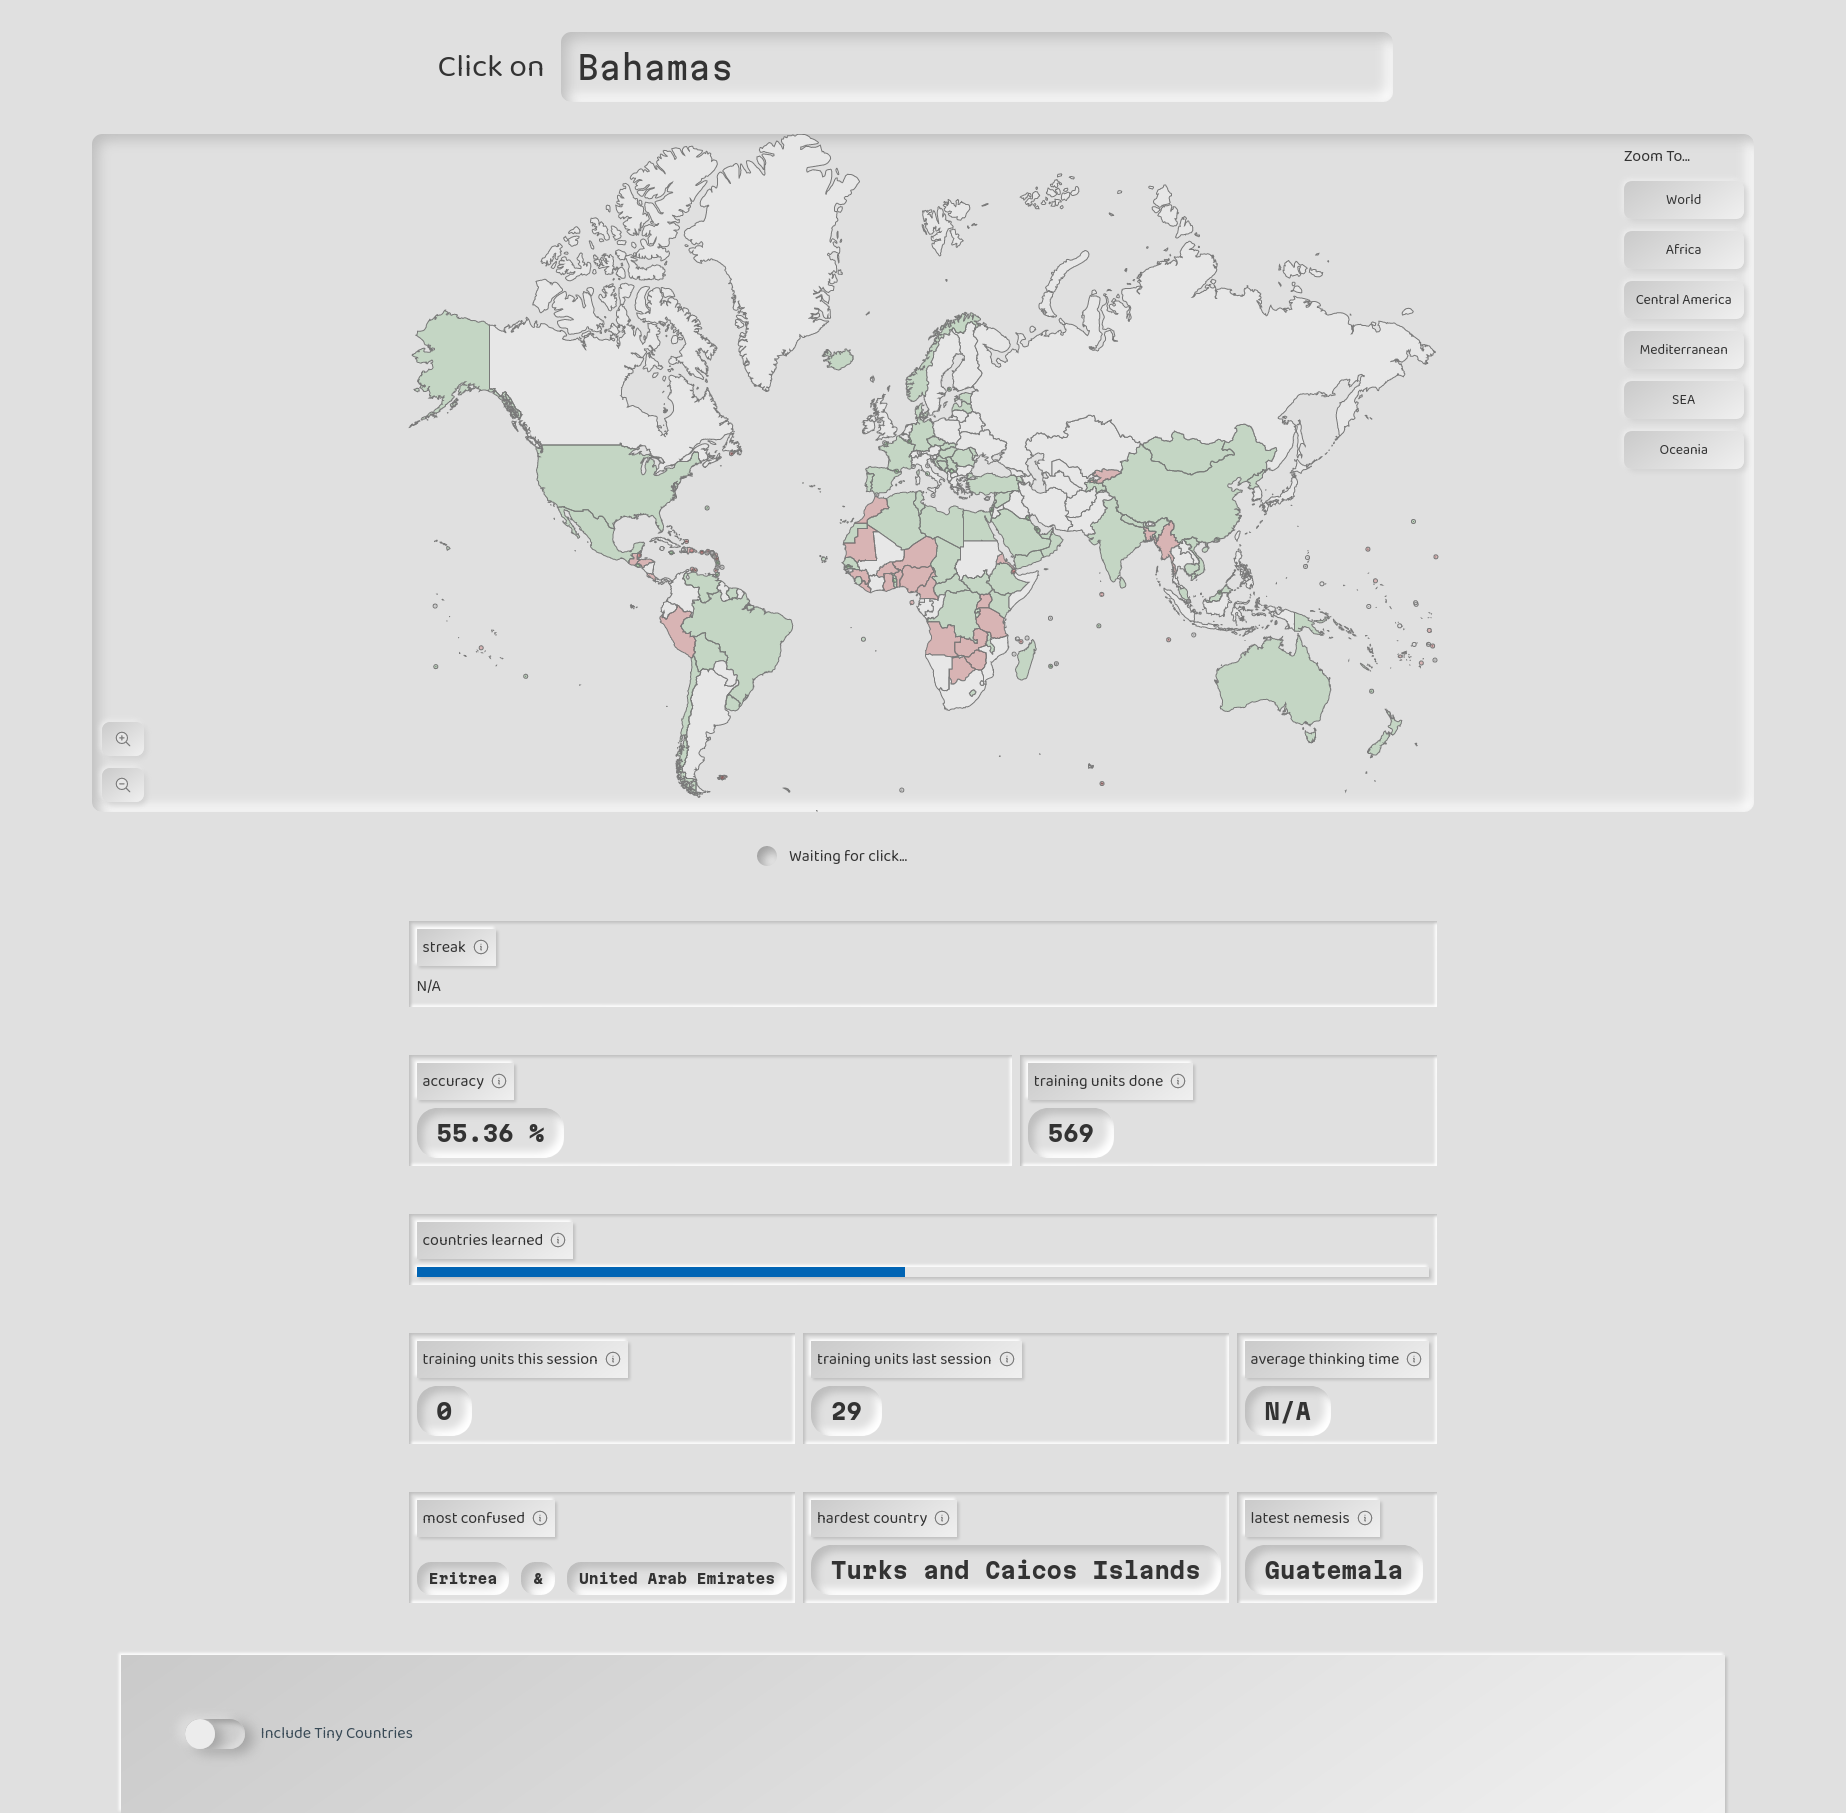 Click on Bahamas
Zoom To...
World
Africa
Central America
Mediterranean
SEA
Oceania
Waiting for click...
streak
N/A
accuracy
55.36 %
training units done
569
countries learned
training units this session
0
training units last session
29
average thinking time
N/A
most confused
Eritrea & United Arab Emirates
hardest country
Turks and Caicos Islands
latest nemesis
Guatemala
Include Tiny Countries